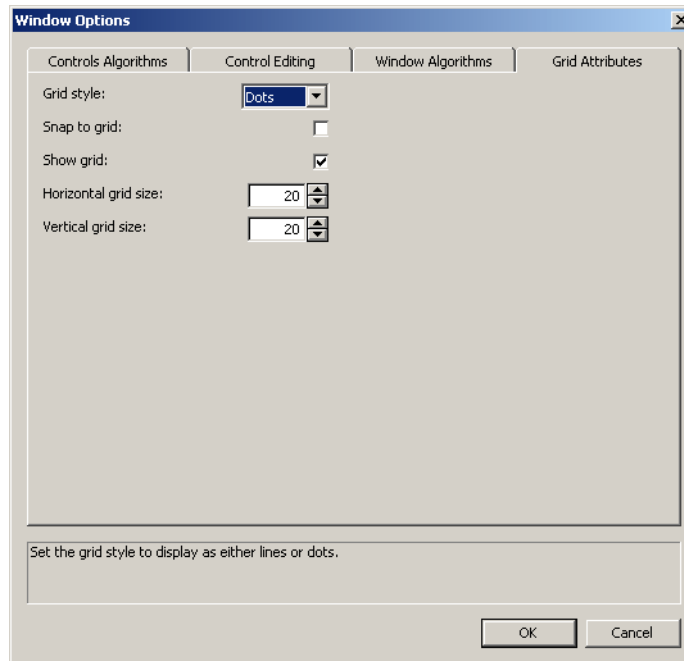 Window Options
Controls Algorithms Control Editing Window Algorithms Grid Attributes
Grid style: Dots
Snap to grid:
Show grid:
Horizontal grid size: 20
Vertical grid size: 20
Set the grid style to display as either lines or dots.
OK Cancel